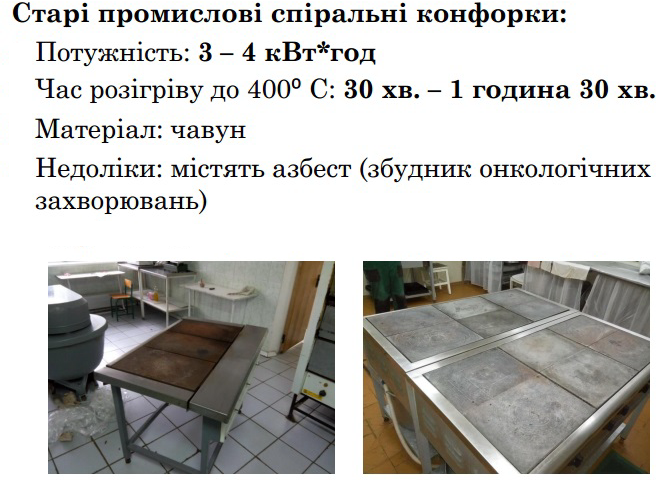 Старі промислові спіральні конфорки:
Потужність: 3 – 4 кВт*год
Час розігріву до 400⁰ С: 30 хв. – 1 година 30 хв.
Матеріал: чавун
Недоліки: містять азбест (збудник онкологічних
захворювань)